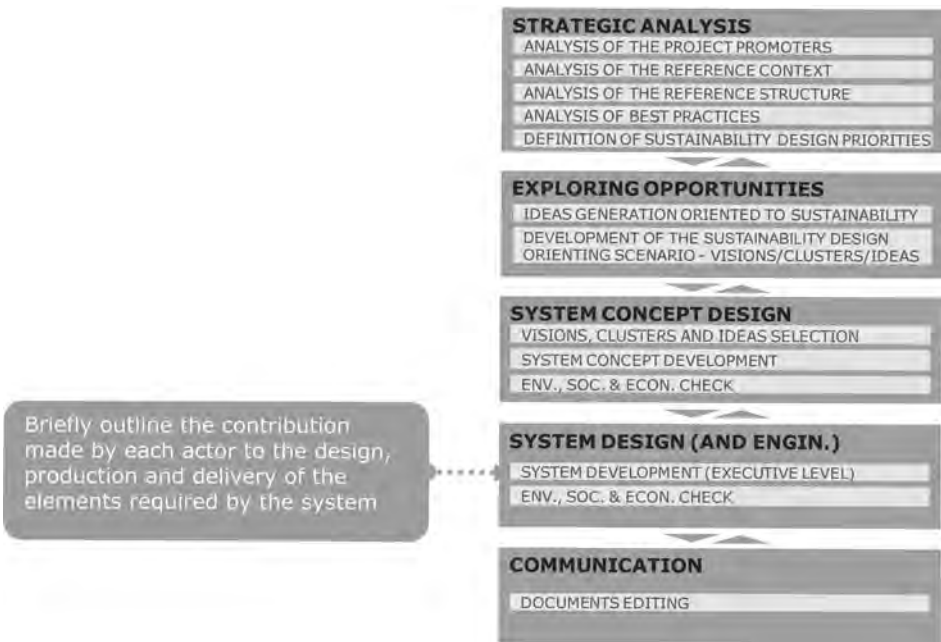 STRATEGIC ANALYSIS
ANALYSIS OF THE PROJECT PROMOTERS
ANALYSIS OF THE REFERENCE CONTEXT
ANALYSIS OF THE REFERENCE STRUCTURE
ANALYSIS OF BEST PRACTICES
DEFINITION OF SUSTAINABILITY DESIGN PRIORITIES
EXPLORING OPPORTUNITIES
IDEAS GENERATION ORIENTED TO SUSTAINABILITY
DEVELOPMENT OF THE SUSTAINABILITY DESIGN
ORIENTING SCENARIO - VISIONS/CLUSTERS/IDEAS
SYSTEM CONCEPT DESIGN
VISIONS, CLUSTERS AND IDEAS SELECTION
SYSTEM CONCEPT DEVELOPMENT
ENV., SOC. & ECON. CHECK
Briefly outline the contribution
made by each actor to the design,
production and delivery of the
elements required by the system
SYSTEM DESIGN (AND ENGIN.)
SYSTEM DEVELOPMENT (EXECUTIVE LEVEL)
ENV., SOC. & ECON. CHECK
COMMUNICATION
DOCUMENTS EDITING